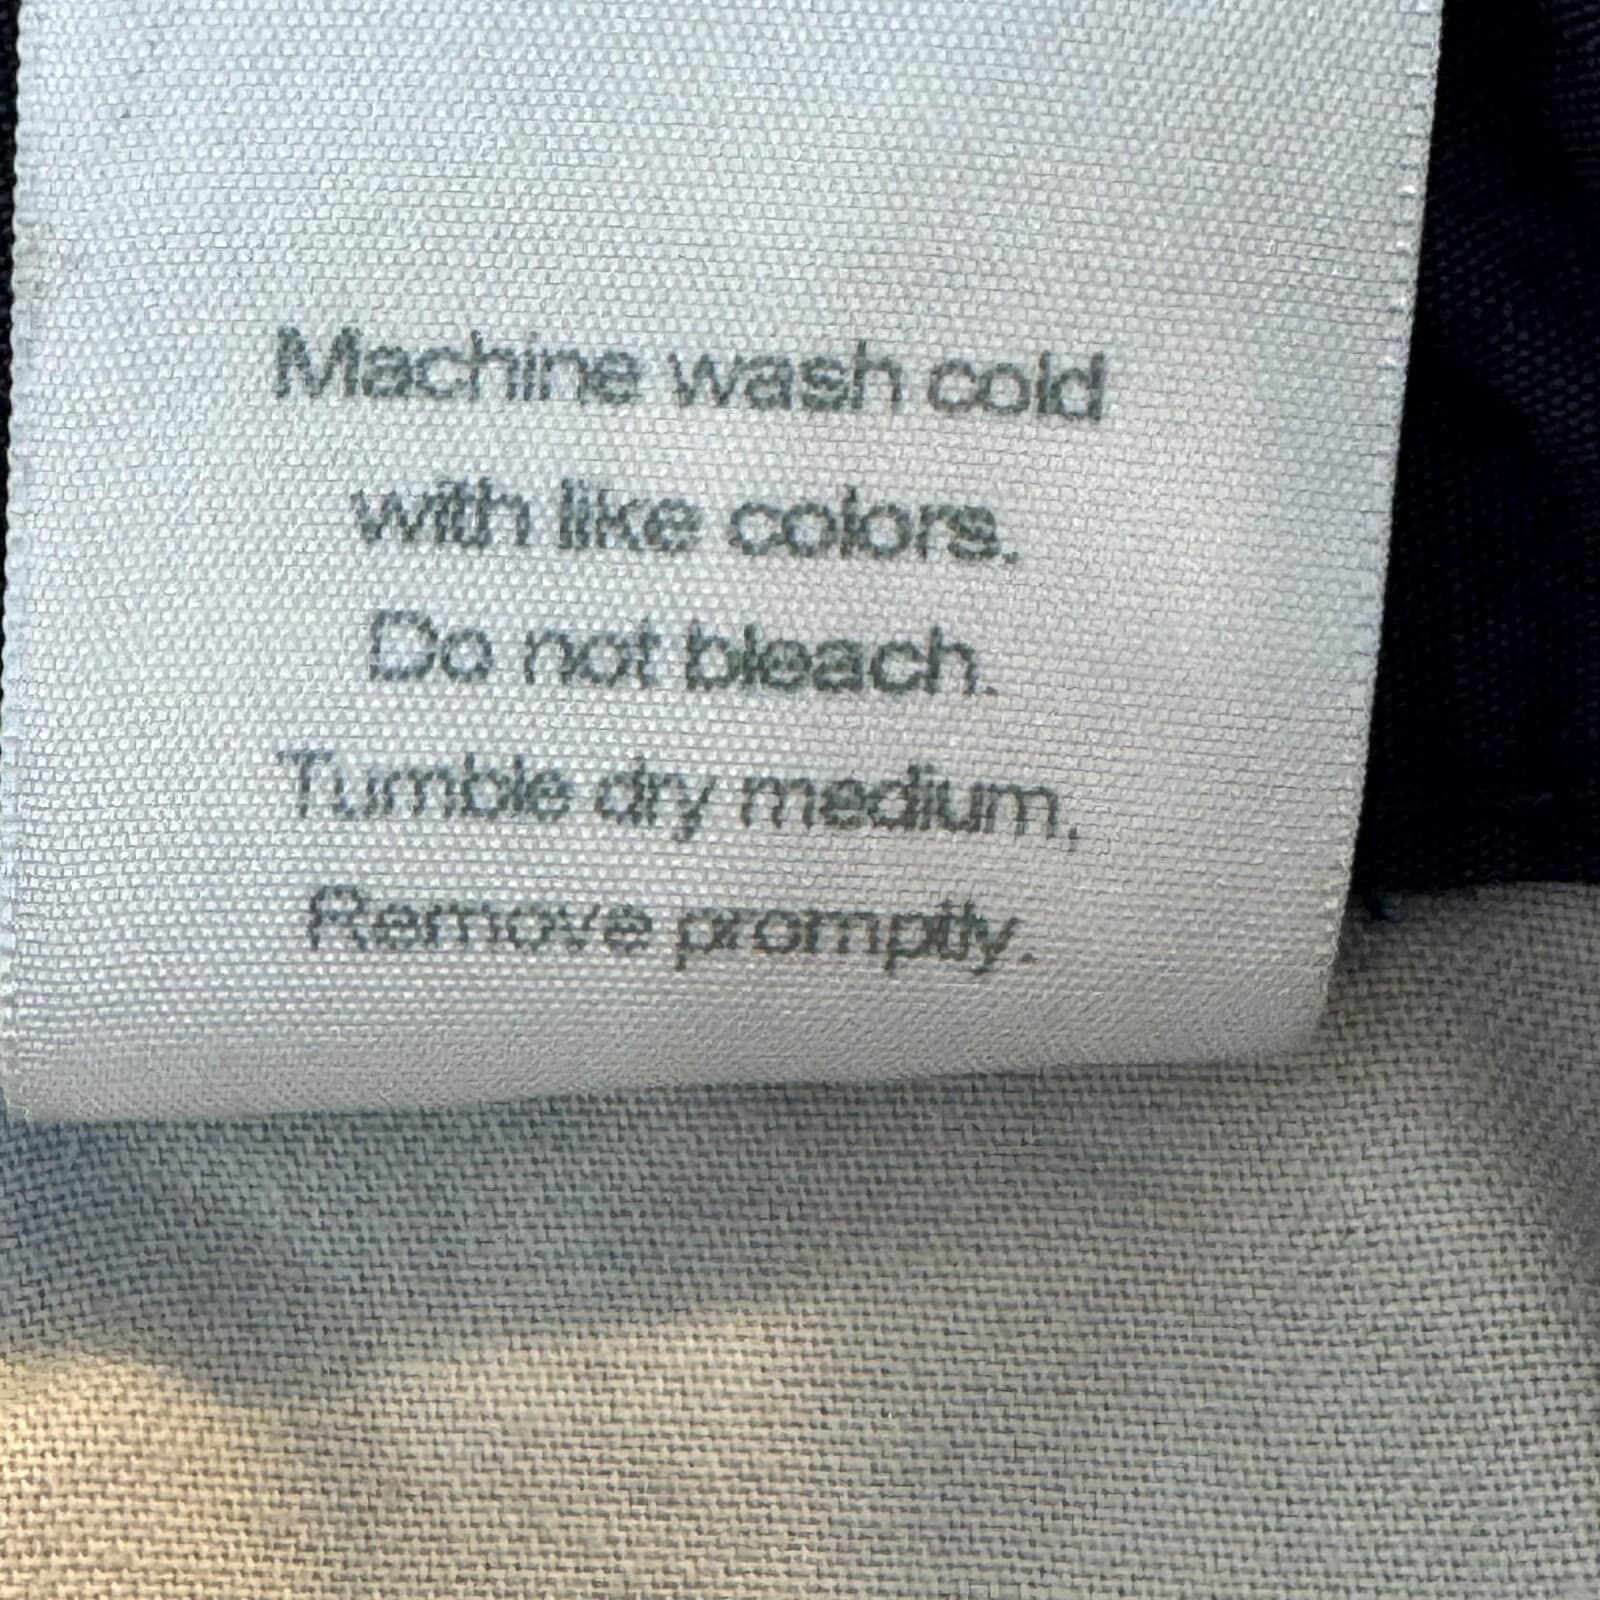 Machine wash cold
with like colors.
Do not bleach.
Tumble dry medium,
Remove promptly.